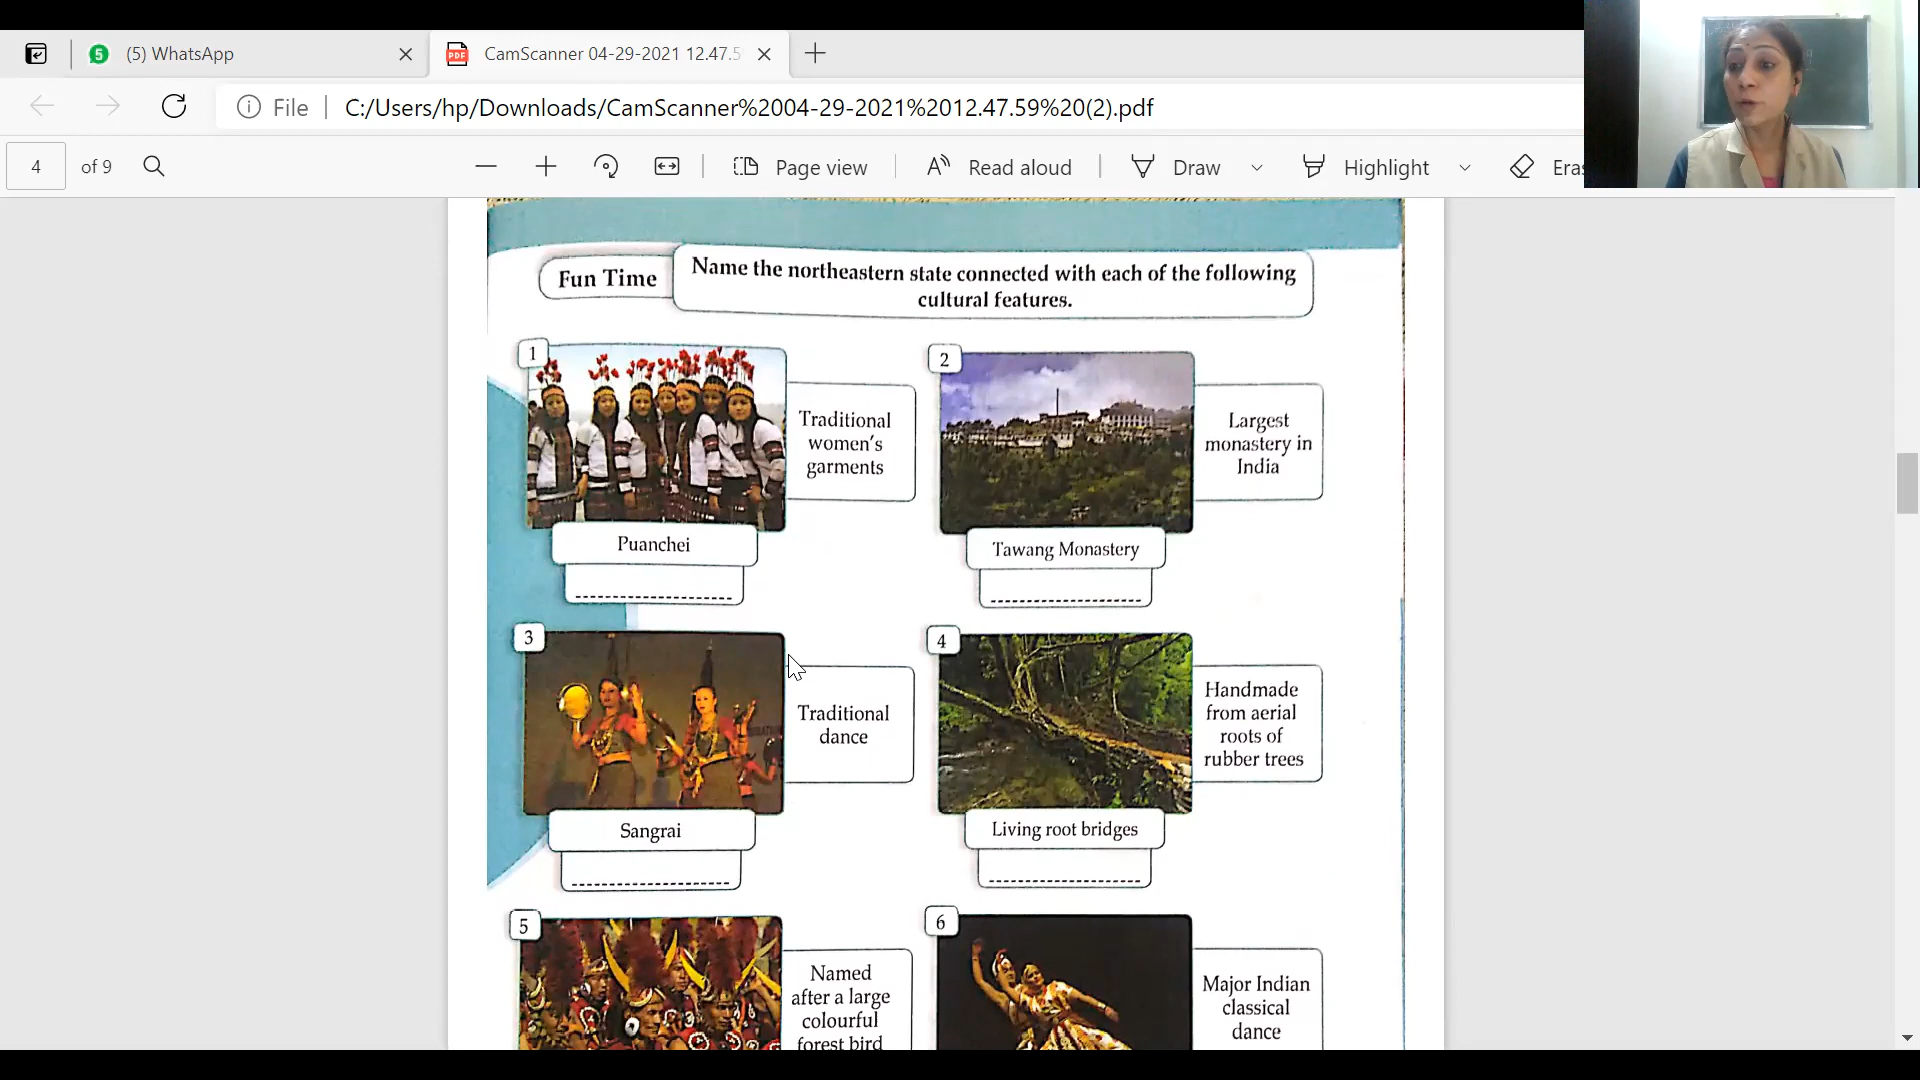 (5) WhatsApp
CamScanner 04-29-2021 12.47.5
File
C:/Users/hp/Downloads/CamScanner%2004-29-2021%2012.47.59%20(2).pdf
4 of 9
Page view
Read aloud
Draw
Highlight
Eras
Fun Time
Name the northeastern state connected with each of the following
cultural features.
1
Traditional
women's
garments
Puanchei
2
Largest
monastery in
India
Tawang Monastery
3
Traditional
dance
Sangrai
4
Handmade
from aerial
roots of
rubber trees
Living root bridges
5
Named
after a large
colourful
forest bird
6
Major Indian
classical
dance